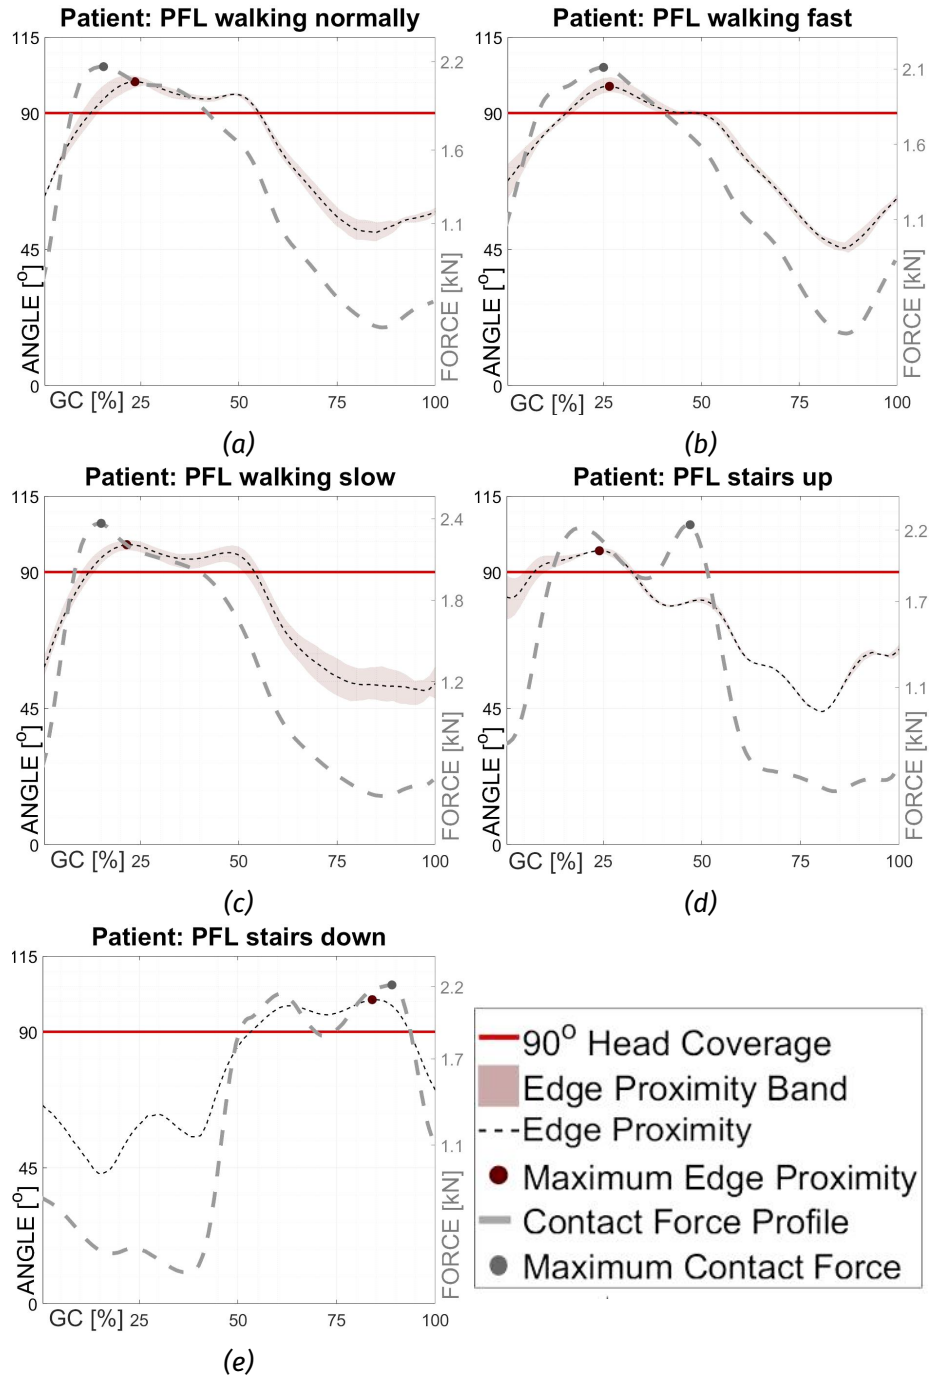 Patient: PFL walking normally
115
90
45
0
ANGLE [o]
GC [%] 25 50 75 100
2.2
1.6
1.1
FORCE [kN]
(a)
Patient: PFL walking fast
115
90
45
0
ANGLE [o]
GC [%] 25 50 75 100
2.1
1.6
1.1
FORCE [kN]
(b)
Patient: PFL walking slow
115
90
45
0
ANGLE [o]
GC [%] 25 50 75 100
2.4
1.8
1.2
FORCE [kN]
(c)
Patient: PFL stairs up
115
90
45
0
ANGLE [o]
GC [%] 25 50 75 100
2.2
1.7
1.1
FORCE [kN]
(d)
Patient: PFL stairs down
115
90
45
0
ANGLE [o]
GC [%] 25 50 75 100
2.2
1.7
1.1
FORCE [kN]
(e)
90o Head Coverage
Edge Proximity Band
Edge Proximity
Maximum Edge Proximity
Contact Force Profile
Maximum Contact Force